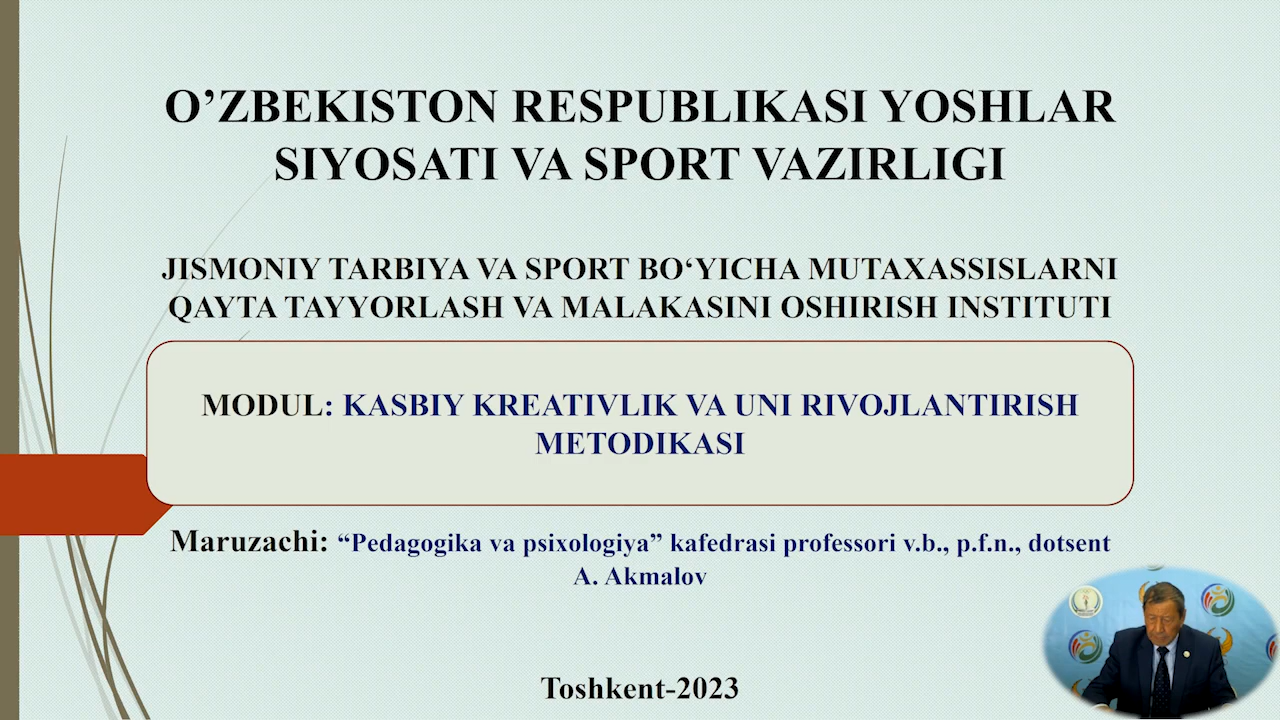 O’ZBEKISTON RESPUBLIKASI YOSHLAR
SIYOSATI VA SPORT VAZIRLIGI
JISMONIY TARBIYA VA SPORT BO‘YICHA MUTAXASSISLARNI
QAYTA TAYYORLASH VA MALAKASINI OSHIRISH INSTITUTI
MODUL: KASBIY KREATIVLIK VA UNI RIVOJLANTIRISH
METODIKASI
Maruzachi: “Pedagogika va psixologiya” kafedrasi professori v.b., p.f.n., dotsent
A. Akmalov
Toshkent-2023